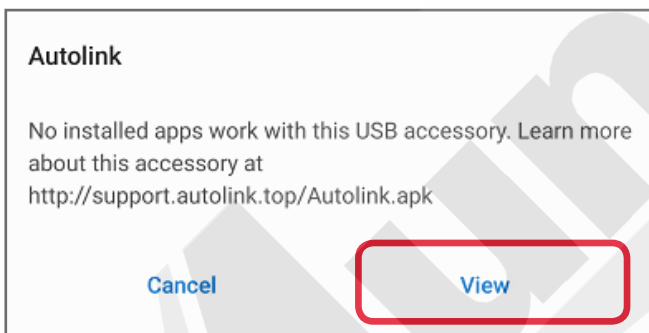 Autolink
No installed apps work with this USB accessory. Learn more
about this accessory at
http://support.autolink.top/Autolink.apk
Cancel View